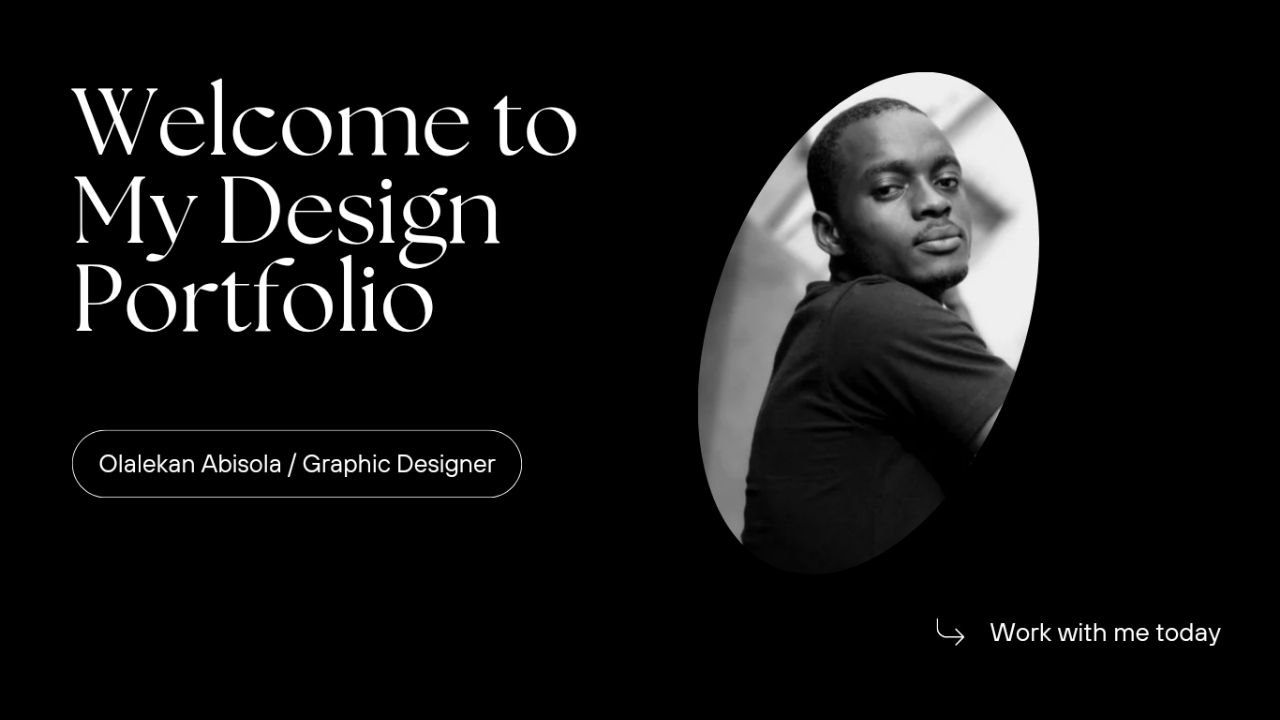 Welcome to
My Design
Portfolio
Olalekan Abisola / Graphic Designer
Work with me today